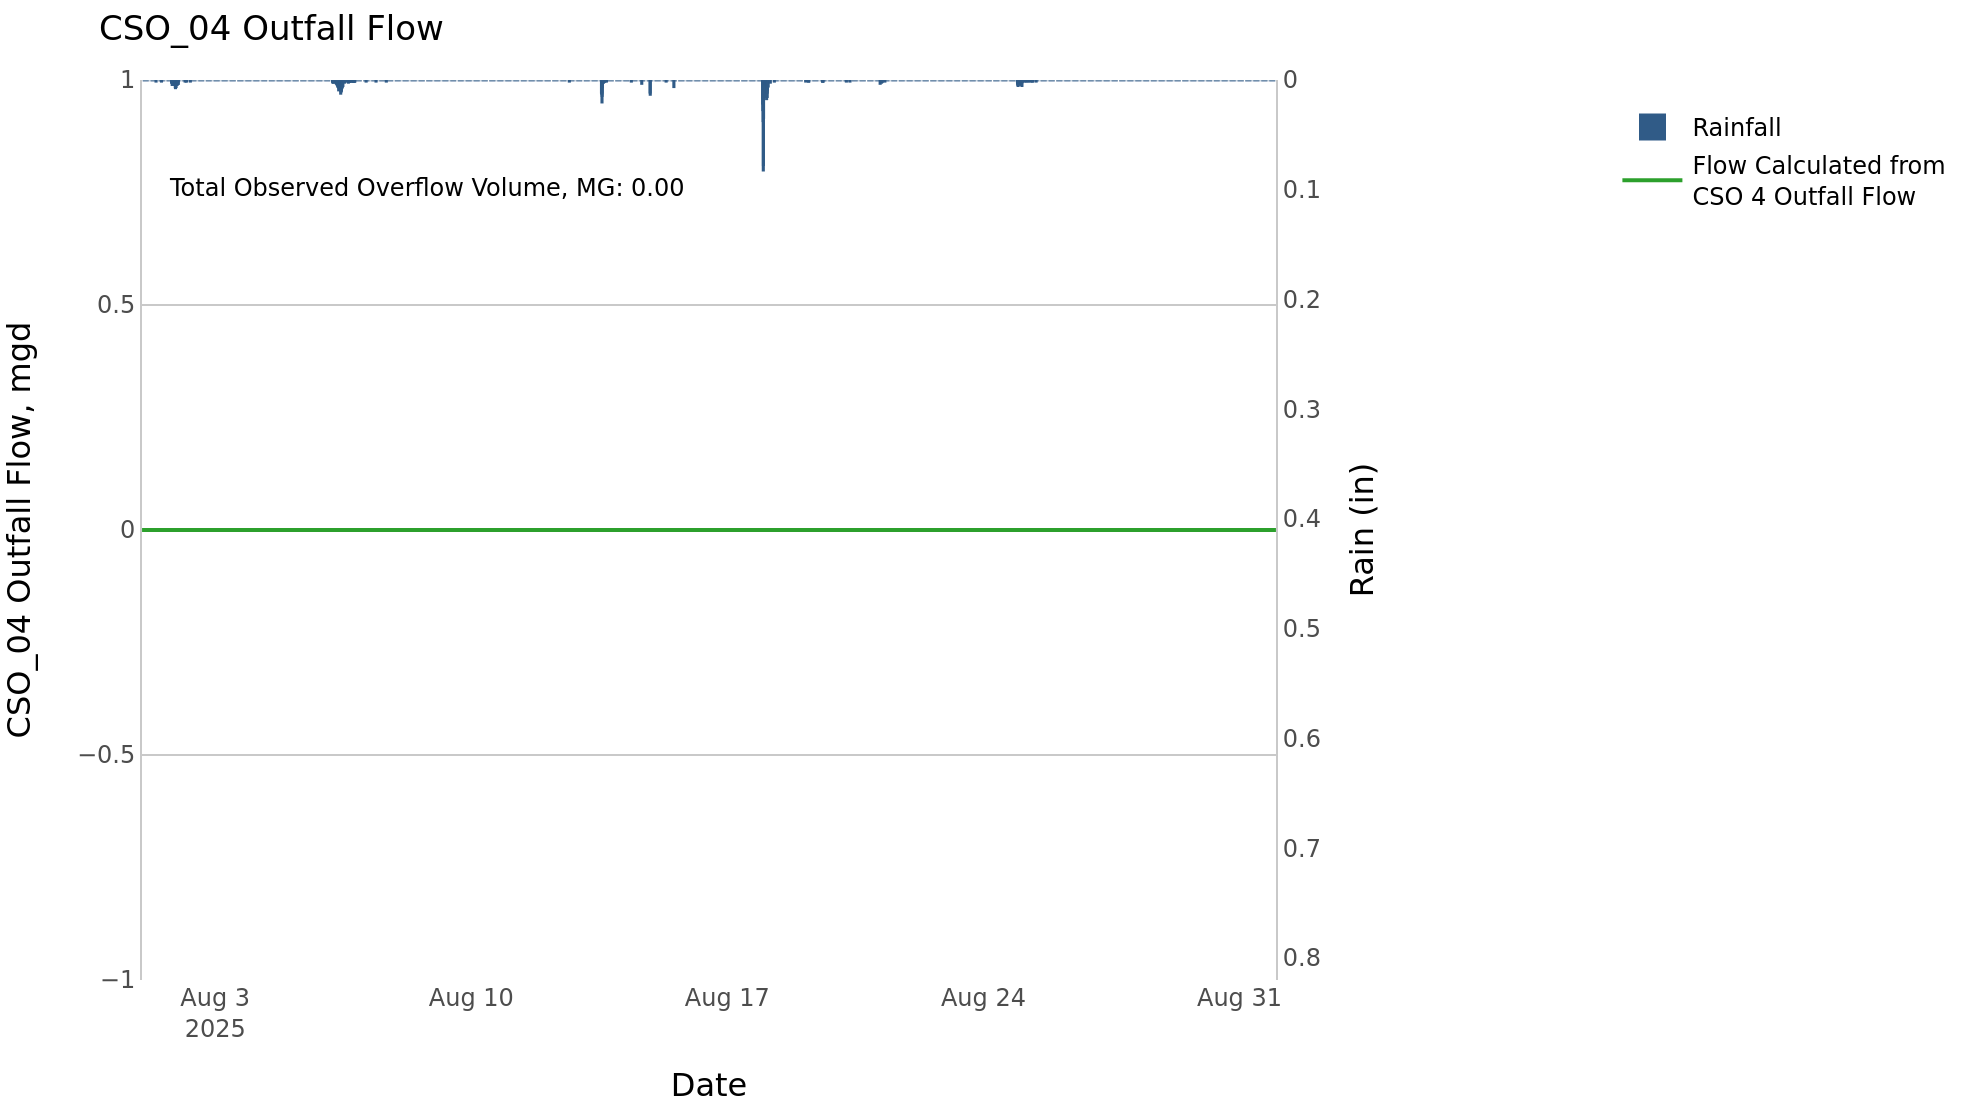 CSO_04 Outfall Flow
1
0.5
0
−0.5
−1
CSO_04 Outfall Flow, mgd
Total Observed Overflow Volume, MG: 0.00
0
0.1
0.2
0.3
0.4
0.5
0.6
0.7
0.8
Rain (in)
Aug 3
2025
Aug 10
Aug 17
Aug 24
Aug 31
Date
Rainfall
Flow Calculated from
CSO 4 Outfall Flow